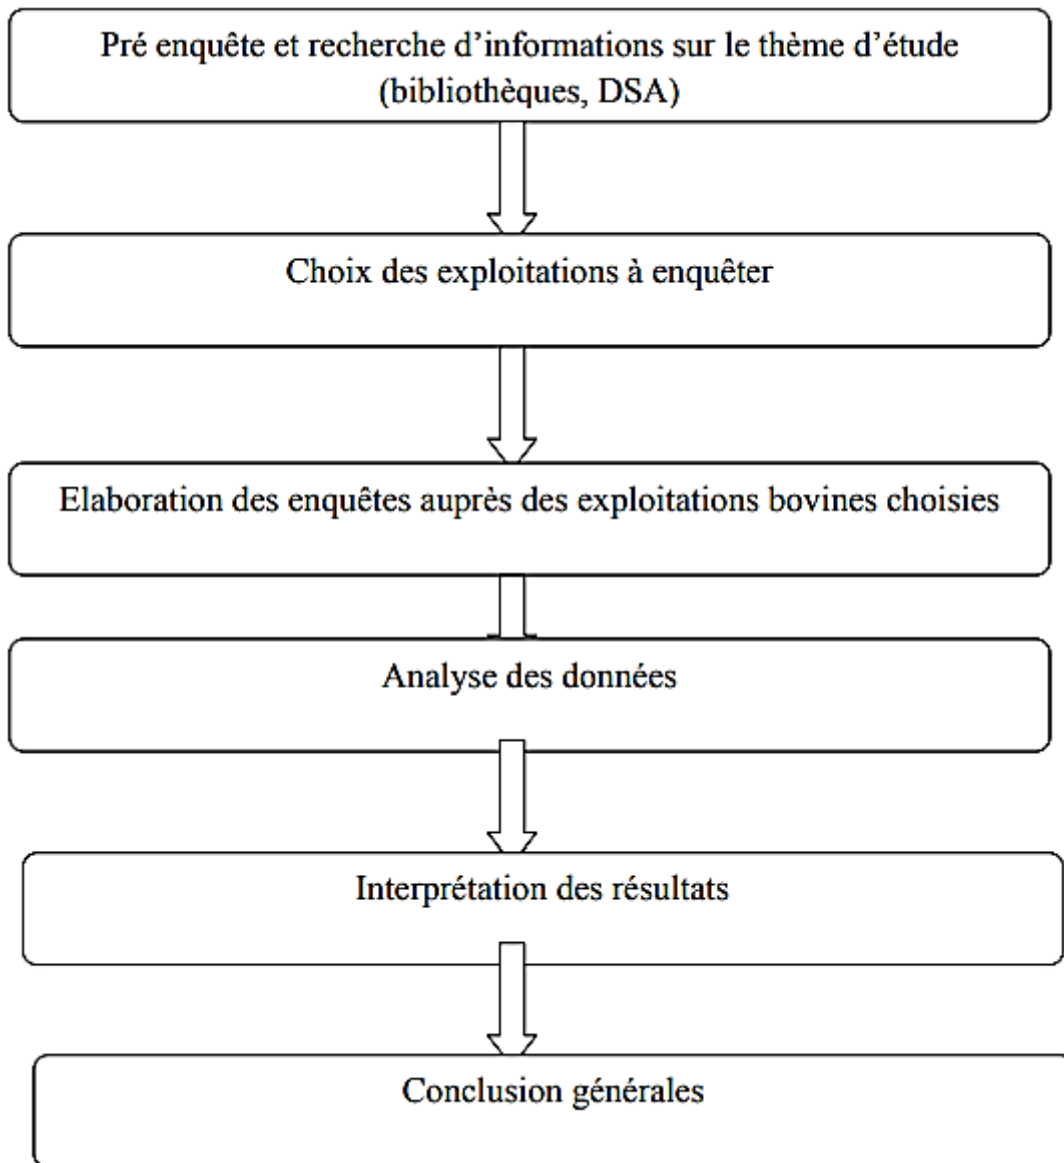 Pré enquête et recherche d’informations sur le thème d’étude
(bibliothèques, DSA)
Choix des exploitations à enquêter
Elaboration des enquêtes auprès des exploitations bovines choisies
Analyse des données
Interprétation des résultats
Conclusion générales